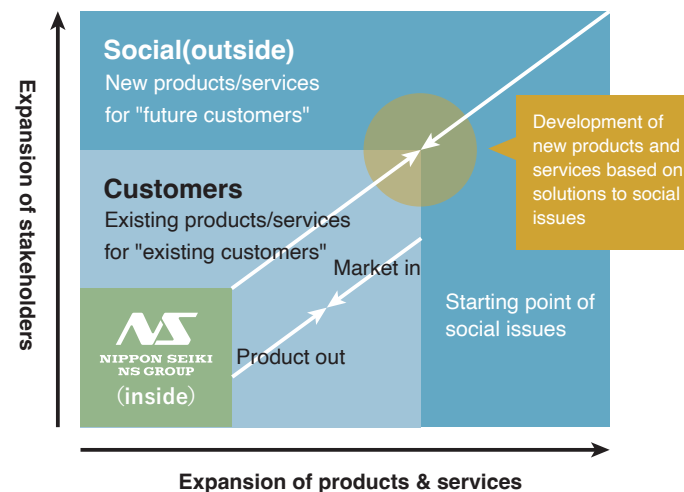 Expansion of stakeholders
Social(outside)
New products/services
for "future customers"
Development of
new products and
services based on
solutions to social
issues
Customers
Existing products/services
for "existing customers"
Market in
Starting point of
social issues
NS
NIPPON SEIKI
NS GROUP
(inside)
Product out
Expansion of products & services